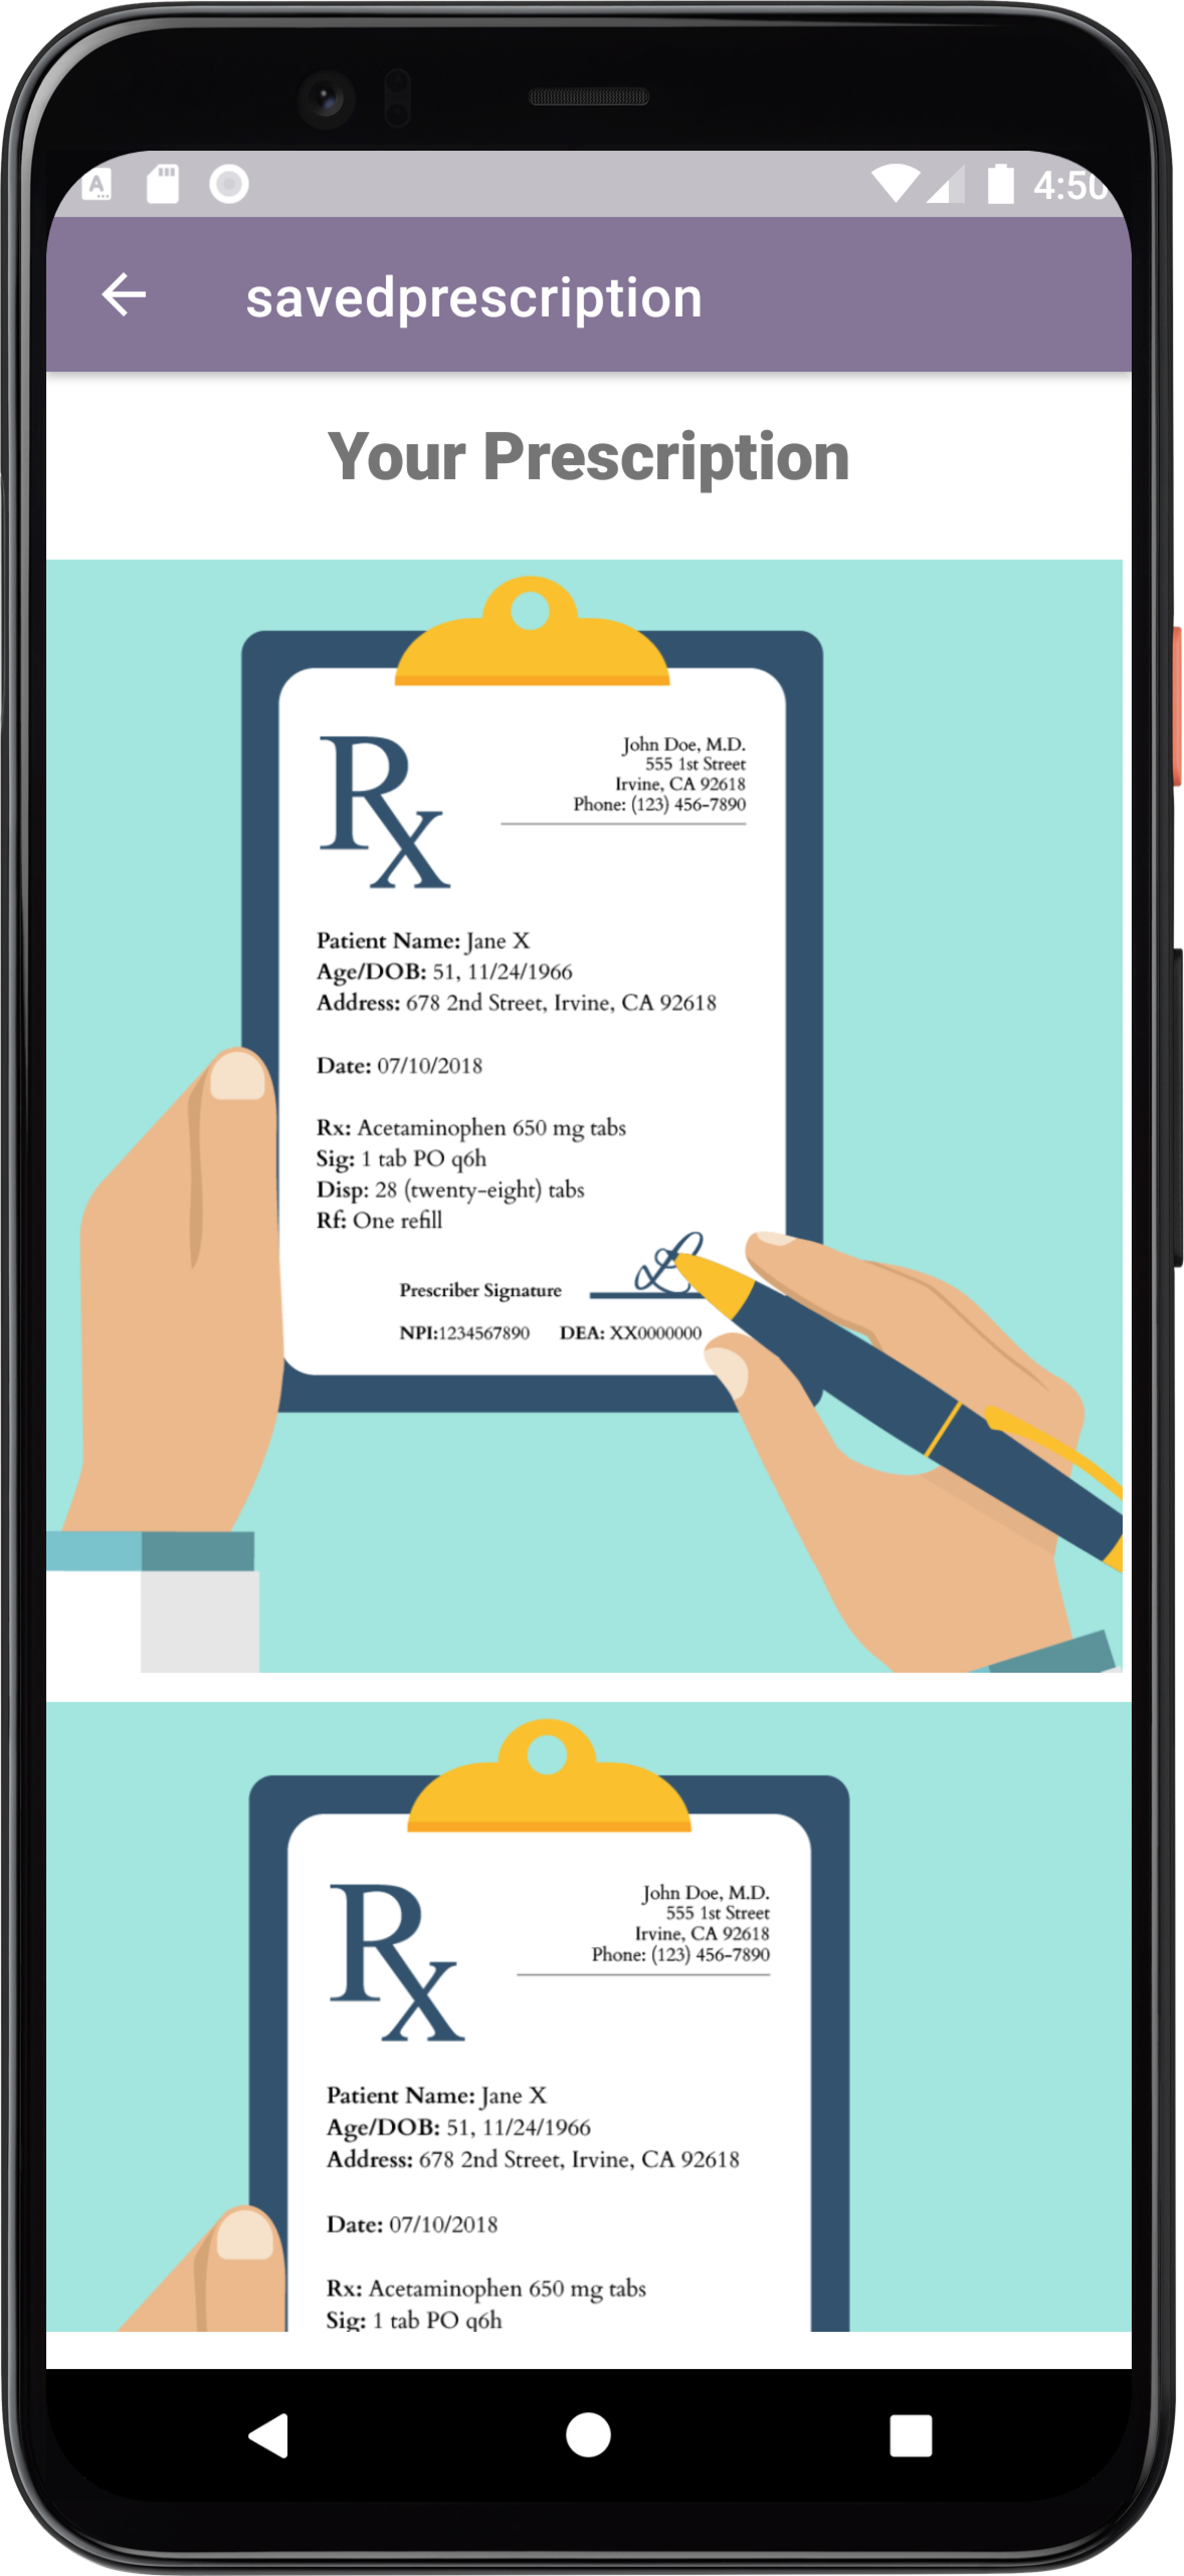 A
4:50
savedprescription
Your Prescription
Rx
John Doe, M.D.
555 1st Street
Irvine, CA 92618
Phone: (123) 456-7890
Patient Name: Jane X
Age/DOB: 51, 11/24/1966
Address: 678 2nd Street, Irvine, CA 92618
Date: 07/10/2018
Rx: Acetaminophen 650 mg tabs
Sig: 1 tab PO q6h
Disp: 28 (twenty-eight) tabs
Rf: One refill
Prescriber Signature
NPI:1234567890 DEA: XX0000000
Rx
John Doe, M.D.
555 1st Street
Irvine, CA 92618
Phone: (123) 456-7890
Patient Name: Jane X
Age/DOB: 51, 11/24/1966
Address: 678 2nd Street, Irvine, CA 92618
Date: 07/10/2018
Rx: Acetaminophen 650 mg tabs
Sig: 1 tab PO q6h